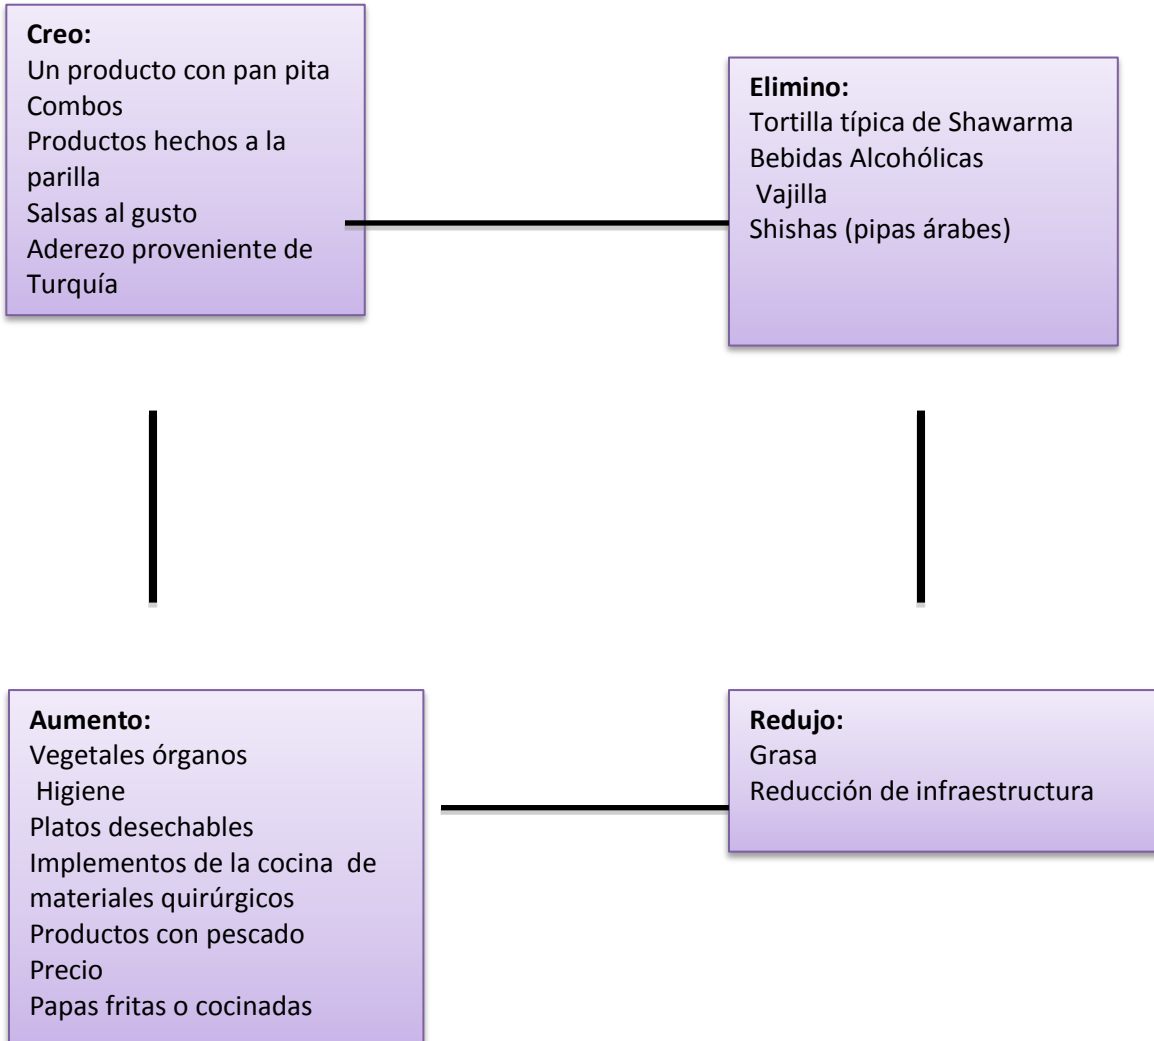 Creo:
Un producto con pan pita
Combos
Productos hechos a la
parilla
Salsas al gusto
Aderezo proveniente de
Turquía
Elimino:
Tortilla típica de Shawarma
Bebidas Alcohólicas
Vajilla
Shishas (pipas árabes)
Aumento:
Vegetales órganos
Higiene
Platos desechables
Implementos de la cocina de
materiales quirúrgicos
Productos con pescado
Precio
Papas fritas o cocinadas
Redujo:
Grasa
Reducción de infraestructura